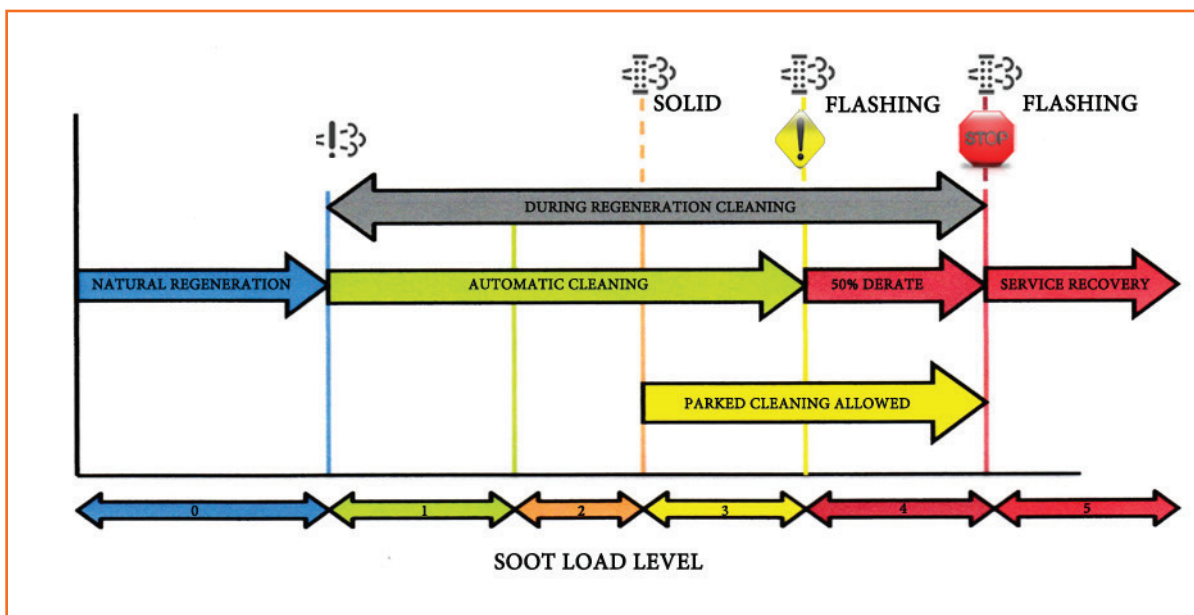 SOLID
FLASHING
FLASHING
STOP
DURING REGENERATION CLEANING
NATURAL REGENERATION
AUTOMATIC CLEANING
50% DERATE
SERVICE RECOVERY
PARKED CLEANING ALLOWED
0
1
2
3
4
5
SOOT LOAD LEVEL